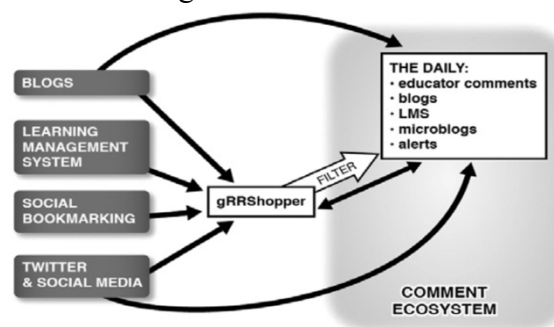 BLOGS
LEARNING
MANAGEMENT
SYSTEM
SOCIAL
BOOKMARKING
TWITTER
& SOCIAL MEDIA
gRRShopper
FILTER
THE DAILY:
· educator comments
· blogs
· LMS
· microblogs
· alerts
COMMENT
ECOSYSTEM